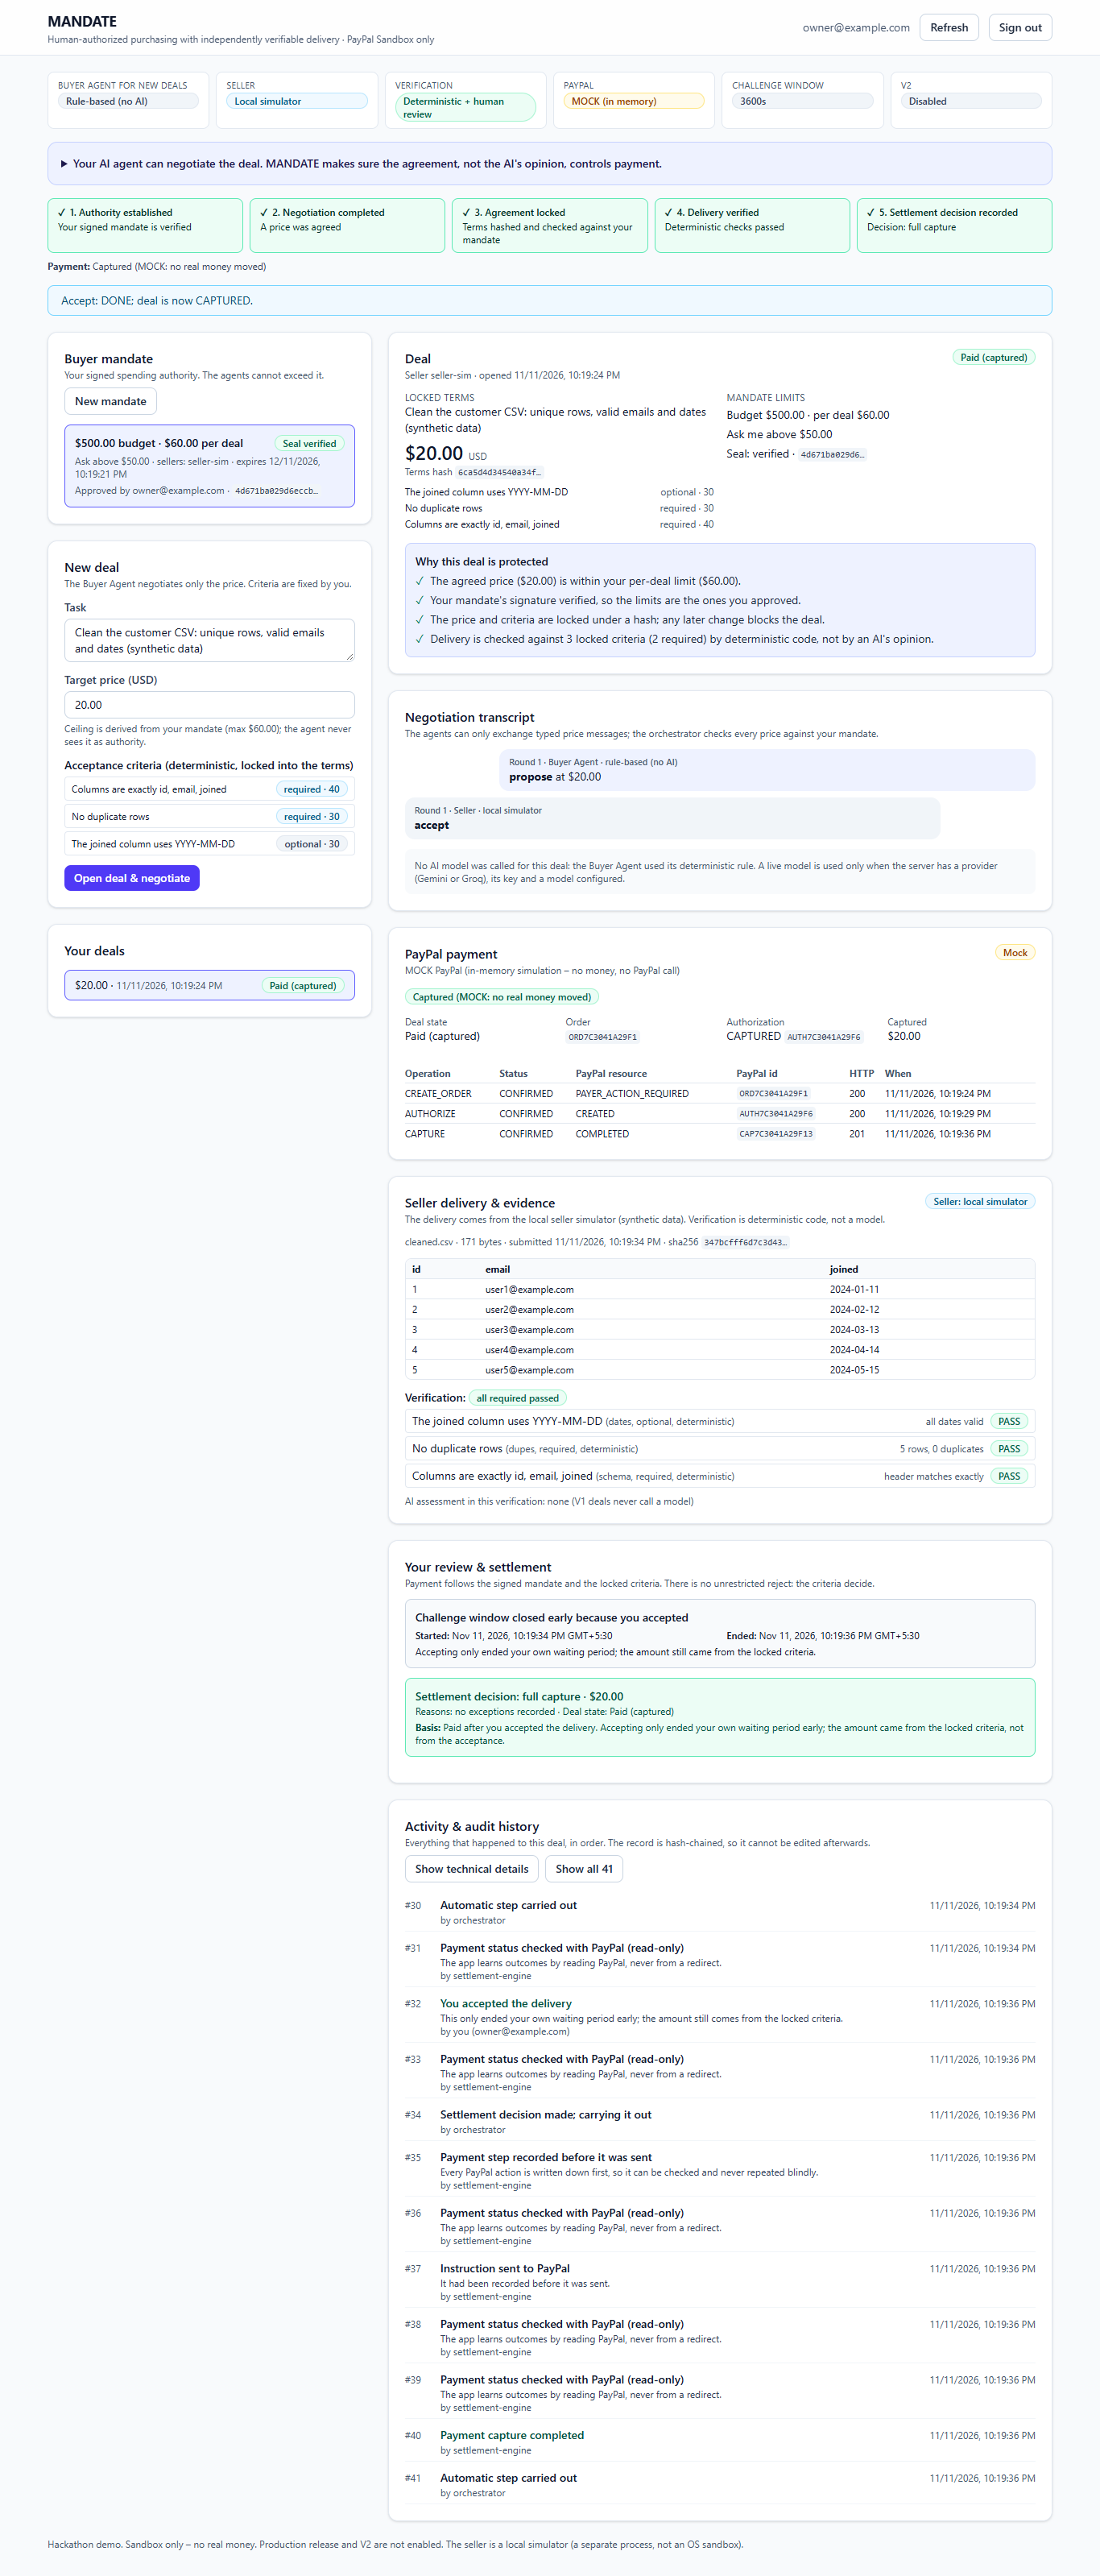 MANDATE
Human-authorized purchasing with independently verifiable delivery · PayPal Sandbox only
owner@example.com
Refresh
Sign out
BUYER AGENT FOR NEW DEALS
Rule-based (no AI)
SELLER
Local simulator
VERIFICATION
Deterministic + human
review
PAYPAL
MOCK (in memory)
CHALLENGE WINDOW
3600s
V2
Disabled
▶ Your AI agent can negotiate the deal. MANDATE makes sure the agreement, not the AI's opinion, controls payment.
✓ 1. Authority established
Your signed mandate is verified
✓ 2. Negotiation completed
A price was agreed
✓ 3. Agreement locked
Terms hashed and checked against your
mandate
✓ 4. Delivery verified
Deterministic checks passed
✓ 5. Settlement decision recorded
Decision: full capture
Payment: Captured (MOCK: no real money moved)
Accept: DONE; deal is now CAPTURED.
Buyer mandate
Your signed spending authority. The agents cannot exceed it.
New mandate
$500.00 budget · $60.00 per deal
Seal verified
Ask above $50.00 · sellers: seller-sim · expires 12/11/2026,
10:19:21 PM
Approved by owner@example.com · 4d671ba029d6eccb…
New deal
The Buyer Agent negotiates only the price. Criteria are fixed by you.
Task
Clean the customer CSV: unique rows, valid emails
and dates (synthetic data)
Target price (USD)
20.00
Ceiling is derived from your mandate (max $60.00); the agent never
sees it as authority.
Acceptance criteria (deterministic, locked into the terms)
Columns are exactly id, email, joined
required · 40
No duplicate rows
required · 30
The joined column uses YYYY-MM-DD
optional · 30
Open deal & negotiate
Your deals
$20.00 · 11/11/2026, 10:19:24 PM
Paid (captured)
Deal
Paid (captured)
Seller seller-sim · opened 11/11/2026, 10:19:24 PM
LOCKED TERMS
Clean the customer CSV: unique rows, valid emails and dates
(synthetic data)
$20.00 USD
Terms hash 6ca5d4d34540a34f…
The joined column uses YYYY-MM-DD
optional · 30
No duplicate rows
required · 30
Columns are exactly id, email, joined
required · 40
MANDATE LIMITS
Budget $500.00 · per deal $60.00
Ask me above $50.00
Seal: verified · 4d671ba029d6…
Why this deal is protected
✓ The agreed price ($20.00) is within your per-deal limit ($60.00).
✓ Your mandate's signature verified, so the limits are the ones you approved.
✓ The price and criteria are locked under a hash; any later change blocks the deal.
✓ Delivery is checked against 3 locked criteria (2 required) by deterministic code, not by an AI's opinion.
Negotiation transcript
The agents can only exchange typed price messages; the orchestrator checks every price against your mandate.
Round 1 · Buyer Agent · rule-based (no AI)
propose at $20.00
Round 1 · Seller · local simulator
accept
No AI model was called for this deal: the Buyer Agent used its deterministic rule. A live model is used only when the server has a provider
(Gemini or Groq), its key and a model configured.
PayPal payment
Mock
MOCK PayPal (in-memory simulation – no money, no PayPal call)
Captured (MOCK: no real money moved)
Deal state
Paid (captured)
Order
ORD7C3041A29F1
Authorization
CAPTURED AUTH7C3041A29F6
Captured
$20.00
Operation Status PayPal resource PayPal id HTTP When
CREATE_ORDER CONFIRMED PAYER_ACTION_REQUIRED ORD7C3041A29F1 200 11/11/2026, 10:19:24 PM
AUTHORIZE CONFIRMED CREATED AUTH7C3041A29F6 200 11/11/2026, 10:19:29 PM
CAPTURE CONFIRMED COMPLETED CAP7C3041A29F13 201 11/11/2026, 10:19:36 PM
Seller delivery & evidence
Seller: local simulator
The delivery comes from the local seller simulator (synthetic data). Verification is deterministic code, not a model.
cleaned.csv · 171 bytes · submitted 11/11/2026, 10:19:34 PM · sha256 347bcfff6d7c3d43…
id email joined
1 user1@example.com 2024-01-11
2 user2@example.com 2024-02-12
3 user3@example.com 2024-03-13
4 user4@example.com 2024-04-14
5 user5@example.com 2024-05-15
Verification: all required passed
The joined column uses YYYY-MM-DD (dates, optional, deterministic) all dates valid PASS
No duplicate rows (dupes, required, deterministic) 5 rows, 0 duplicates PASS
Columns are exactly id, email, joined (schema, required, deterministic) header matches exactly PASS
AI assessment in this verification: none (V1 deals never call a model)
Your review & settlement
Payment follows the signed mandate and the locked criteria. There is no unrestricted reject: the criteria decide.
Challenge window closed early because you accepted
Started: Nov 11, 2026, 10:19:34 PM GMT+5:30
Ended: Nov 11, 2026, 10:19:36 PM GMT+5:30
Accepting only ended your own waiting period; the amount still came from the locked criteria.
Settlement decision: full capture · $20.00
Reasons: no exceptions recorded · Deal state: Paid (captured)
Basis: Paid after you accepted the delivery. Accepting only ended your own waiting period early; the amount came from the locked criteria, not
from the acceptance.
Activity & audit history
Everything that happened to this deal, in order. The record is hash-chained, so it cannot be edited afterwards.
Show technical details
Show all 41
#30 Automatic step carried out 11/11/2026, 10:19:34 PM
by orchestrator
#31 Payment status checked with PayPal (read-only) 11/11/2026, 10:19:34 PM
The app learns outcomes by reading PayPal, never from a redirect.
by settlement-engine
#32 You accepted the delivery 11/11/2026, 10:19:36 PM
This only ended your own waiting period early; the amount still comes from the locked criteria.
by you (owner@example.com)
#33 Payment status checked with PayPal (read-only) 11/11/2026, 10:19:36 PM
The app learns outcomes by reading PayPal, never from a redirect.
by settlement-engine
#34 Settlement decision made; carrying it out 11/11/2026, 10:19:36 PM
by orchestrator
#35 Payment step recorded before it was sent 11/11/2026, 10:19:36 PM
Every PayPal action is written down first, so it can be checked and never repeated blindly.
by settlement-engine
#36 Payment status checked with PayPal (read-only) 11/11/2026, 10:19:36 PM
The app learns outcomes by reading PayPal, never from a redirect.
by settlement-engine
#37 Instruction sent to PayPal 11/11/2026, 10:19:36 PM
It had been recorded before it was sent.
by settlement-engine
#38 Payment status checked with PayPal (read-only) 11/11/2026, 10:19:36 PM
The app learns outcomes by reading PayPal, never from a redirect.
by settlement-engine
#39 Payment status checked with PayPal (read-only) 11/11/2026, 10:19:36 PM
The app learns outcomes by reading PayPal, never from a redirect.
by settlement-engine
#40 Payment capture completed 11/11/2026, 10:19:36 PM
by settlement-engine
#41 Automatic step carried out 11/11/2026, 10:19:36 PM
by orchestrator
Hackathon demo. Sandbox only – no real money. Production release and V2 are not enabled. The seller is a local simulator (a separate process, not an OS sandbox).